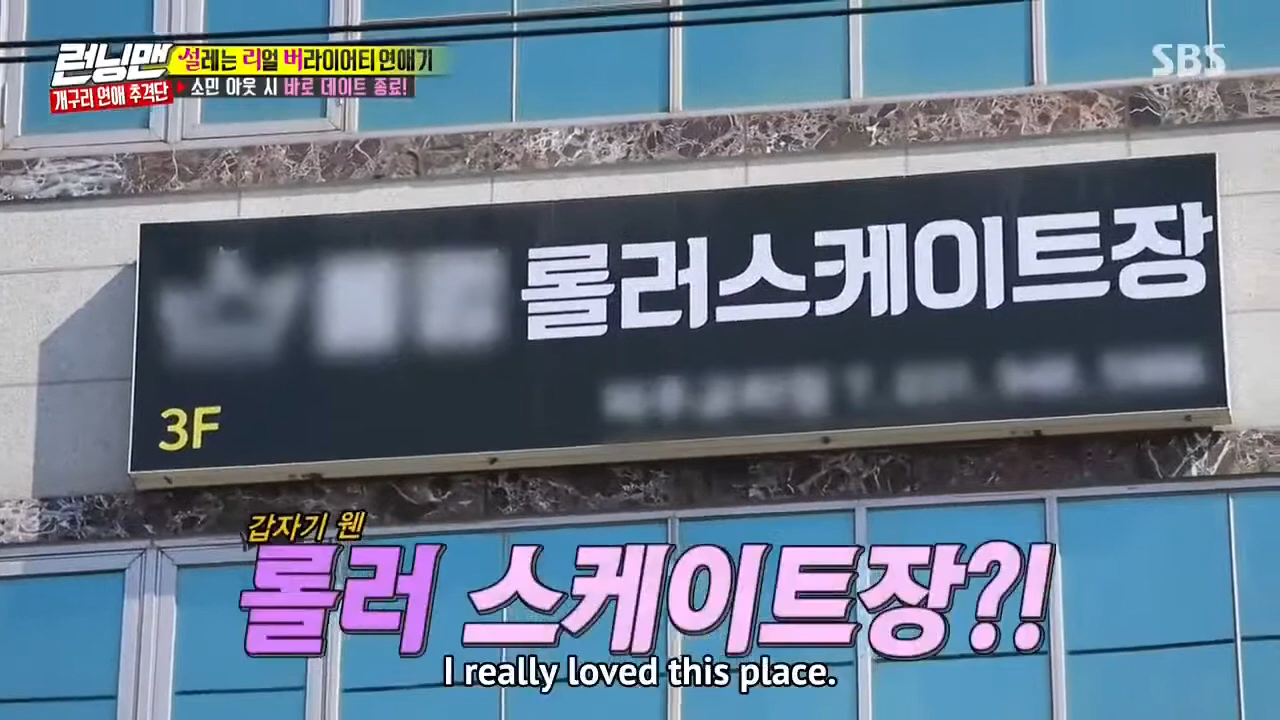 런닝맨
설레는 리얼 버라이어티 연애기
SBS
개구리 연애 추격단
소민 아웃 시 바로 데이트 종료!
롤러스케이트장
3F
갑자기 웬
롤러 스케이트장?!
I really loved this place.